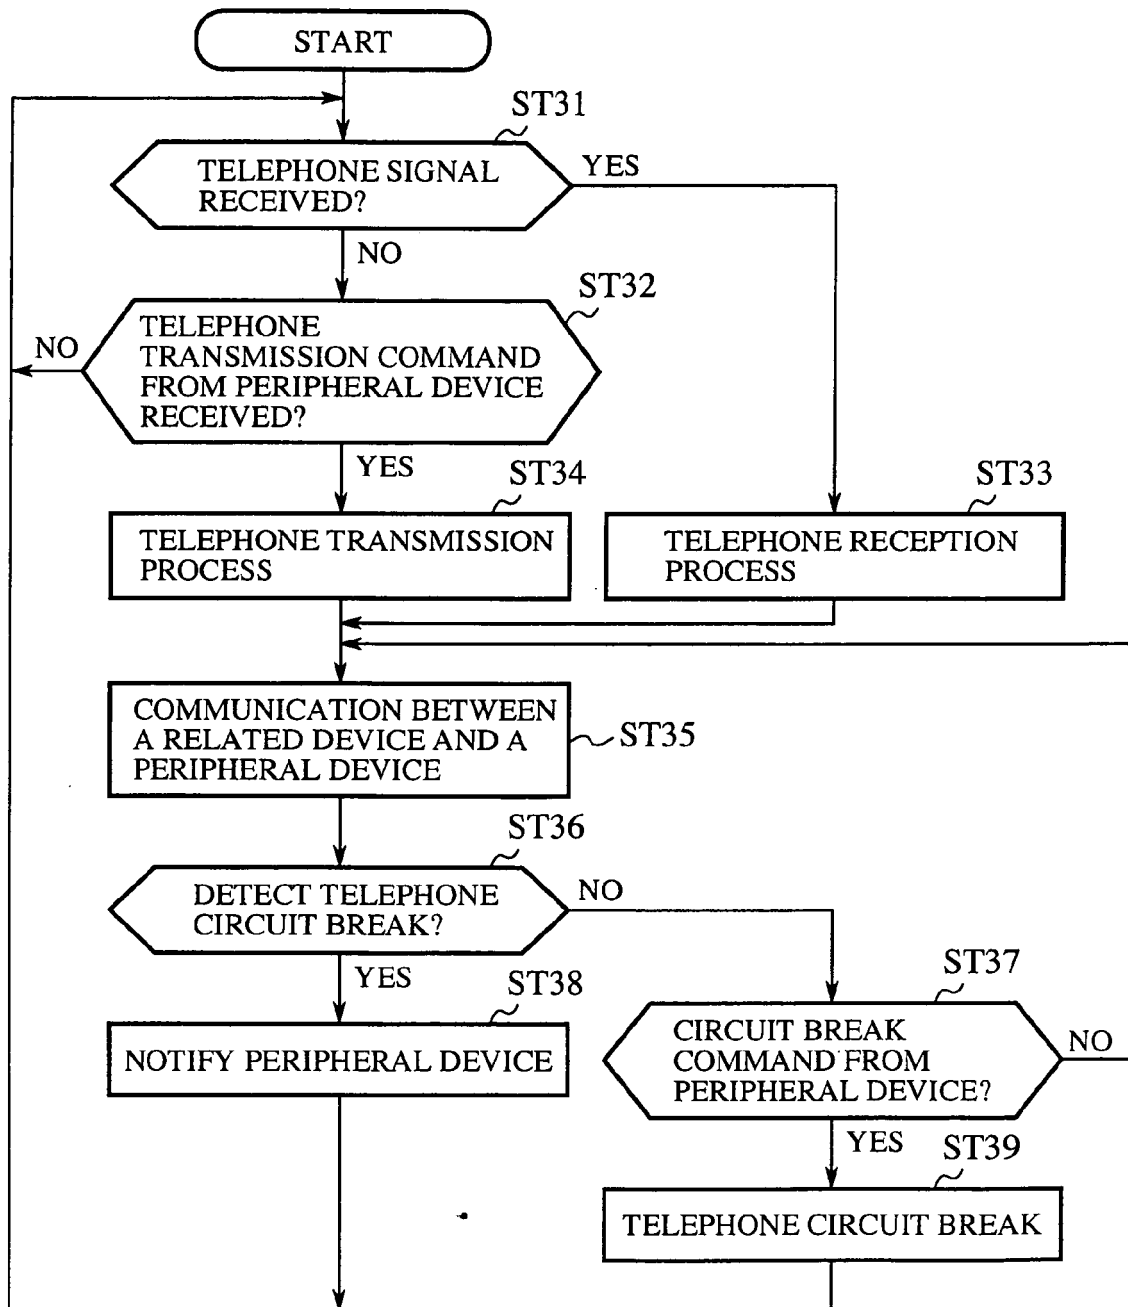 START
ST31
TELEPHONE SIGNAL
RECEIVED?
YES
NO
ST32
TELEPHONE
TRANSMISSION COMMAND
FROM PERIPHERAL DEVICE
RECEIVED?
NO
YES
ST34
ST33
TELEPHONE TRANSMISSION
PROCESS
TELEPHONE RECEPTION
PROCESS
COMMUNICATION BETWEEN
A RELATED DEVICE AND A
PERIPHERAL DEVICE
ST35
ST36
DETECT TELEPHONE
CIRCUIT BREAK?
NO
YES
ST38
ST37
NOTIFY PERIPHERAL DEVICE
CIRCUIT BREAK
COMMAND FROM
PERIPHERAL DEVICE?
NO
YES
ST39
TELEPHONE CIRCUIT BREAK